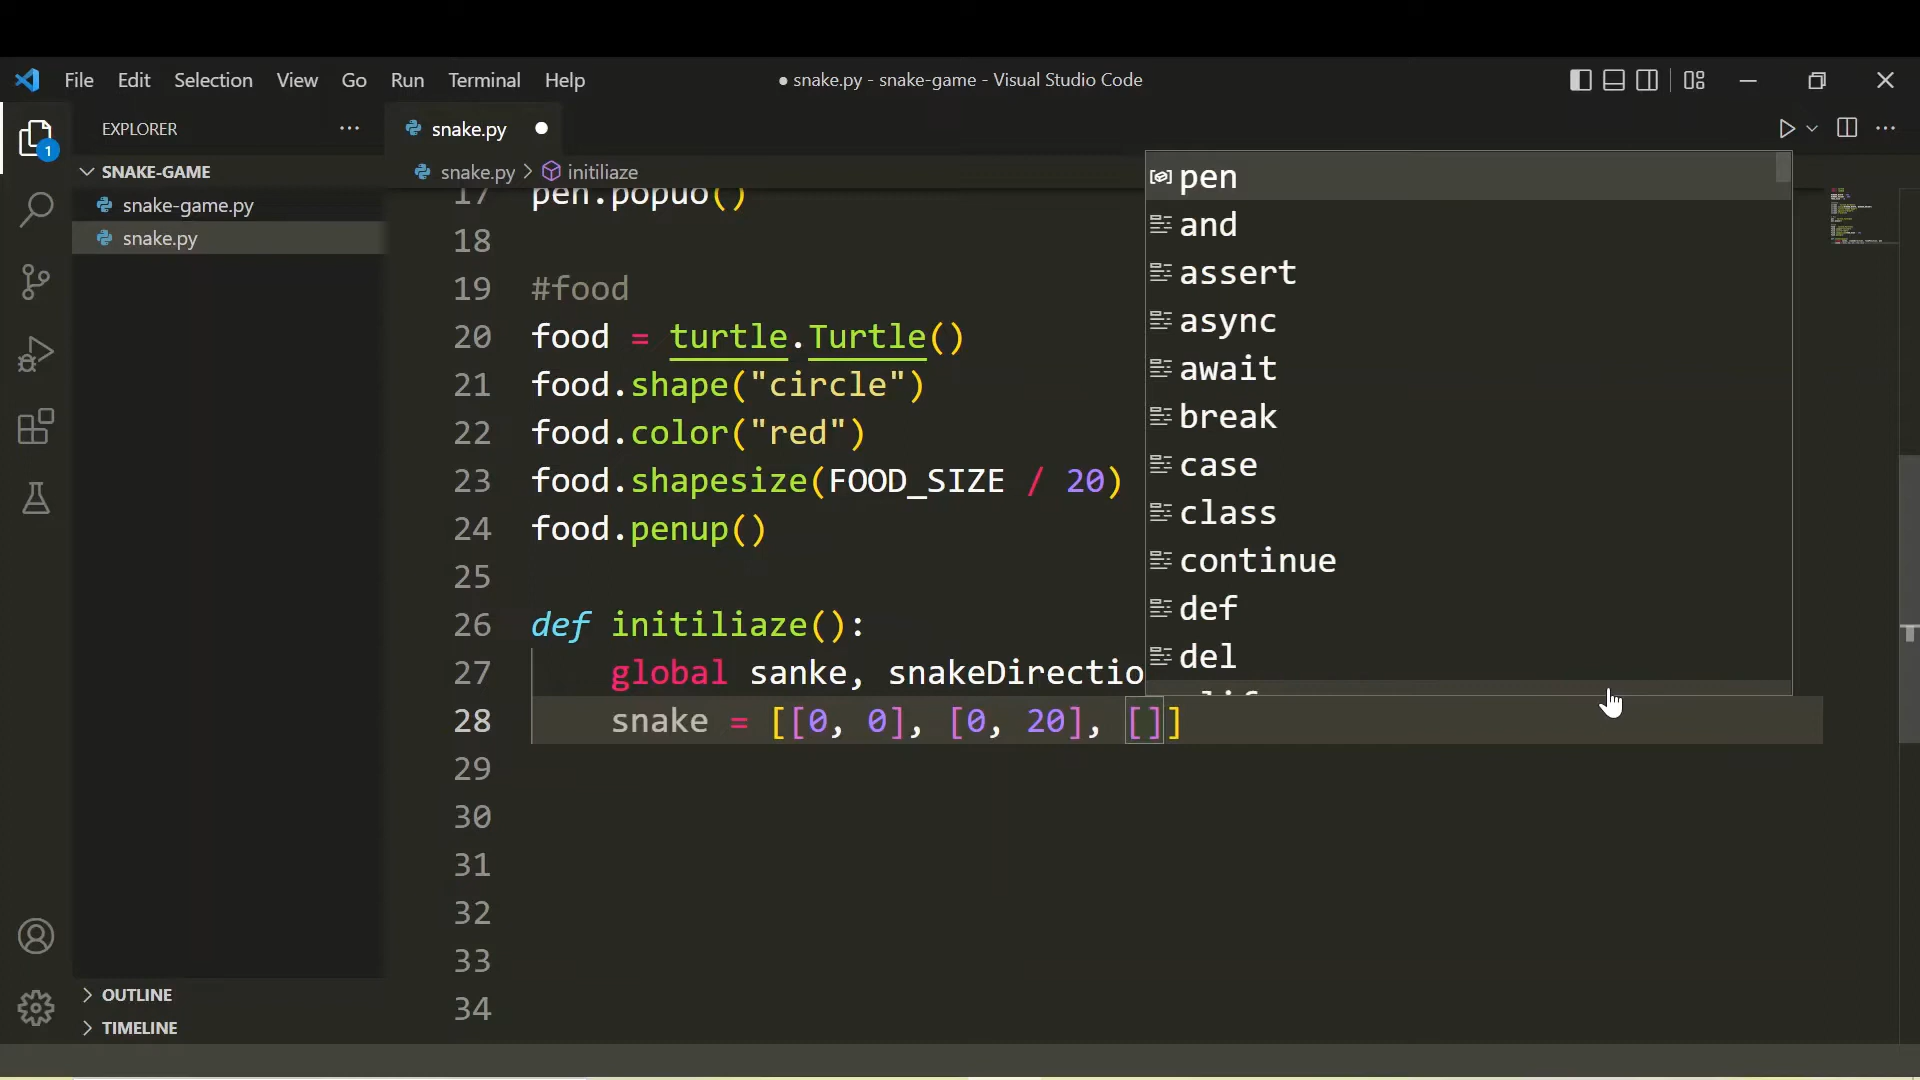 File Edit Selection View Go Run Terminal Help
● snake.py - snake-game - Visual Studio Code
EXPLORER
SNAKE-GAME
snake-game.py
snake.py
OUTLINE
TIMELINE
1
snake.py
snake.py > initiliaze
17 pen.popuo()
18
19 #food
20 food = turtle.Turtle()
21 food.shape("circle")
22 food.color("red")
23 food.shapesize(FOOD_SIZE / 20)
24 food.penup()
25
26 def initiliaze():
27 global sanke, snakeDirectio
28 snake = [[0, 0], [0, 20], []]
29
30
31
32
33
34
pen
and
assert
async
await
break
case
class
continue
def
del